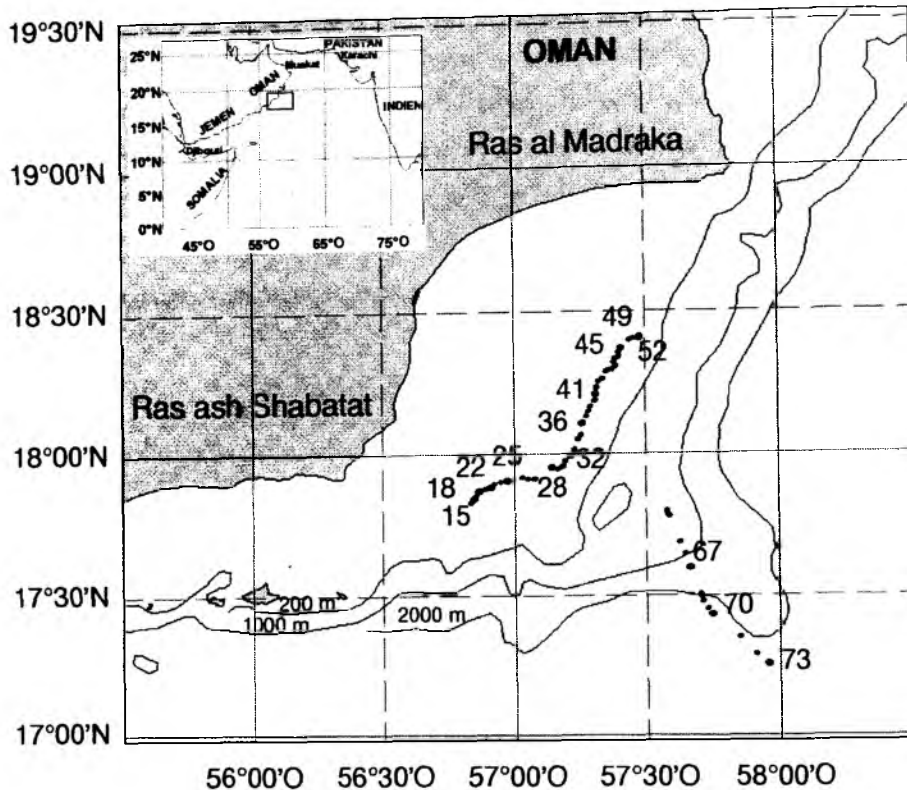 19°30'N
19°00'N
18°30'N
18°00'N
17°30'N
17°00'N
56°00'O 56°30'O 57°00'O 57°30'O 58°00'O
OMAN
Ras al Madraka
Ras ash Shabatat
25°N
20°N
15°N
10°N
5°N
0°N
45°O 55°O 65°O 75°O
PAKISTAN
Karachi
Muskat
OMAN
JEMEN
INDIEN
Djibouti
SOMALIA
49
45 52
41
36
32
25
22
28
18
15
67
70
73
200 m
1000 m 2000 m